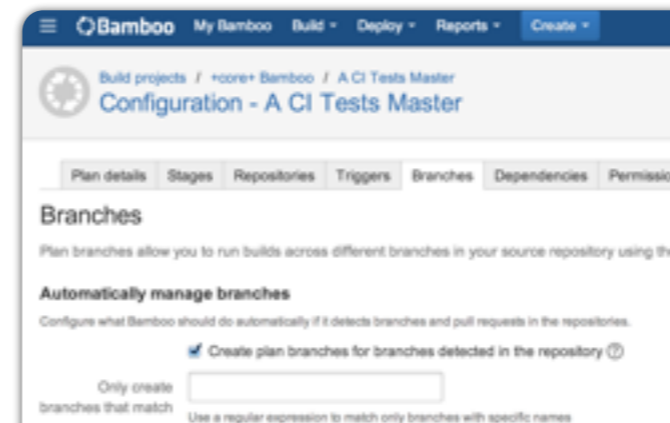 Bamboo My Bamboo Build Deploy Reports Create
Build projects / +core+ Bamboo / A CI Tests Master
Configuration - A CI Tests Master
Plan details Stages Repositories Triggers Branches Dependencies Permissio
Branches
Plan branches allow you to run builds across different branches in your source repository using the
Automatically manage branches
Configure what Bamboo should do automatically if it detects branches and pull requests in the repositories.
Create plan branches for branches detected in the repository ?
Only create
branches that match
Use a regular expression to match only branches with specific names